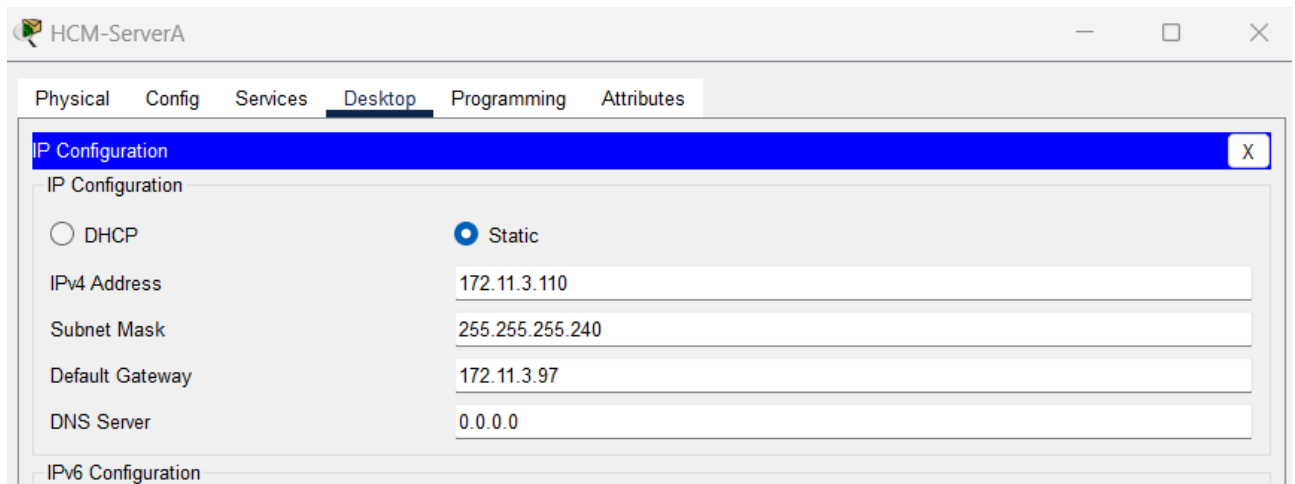 HCM-ServerA
Physical Config Services Desktop Programming Attributes
IP Configuration X
IP Configuration
DHCP Static
IPv4 Address 172.11.3.110
Subnet Mask 255.255.255.240
Default Gateway 172.11.3.97
DNS Server 0.0.0.0
IPv6 Configuration